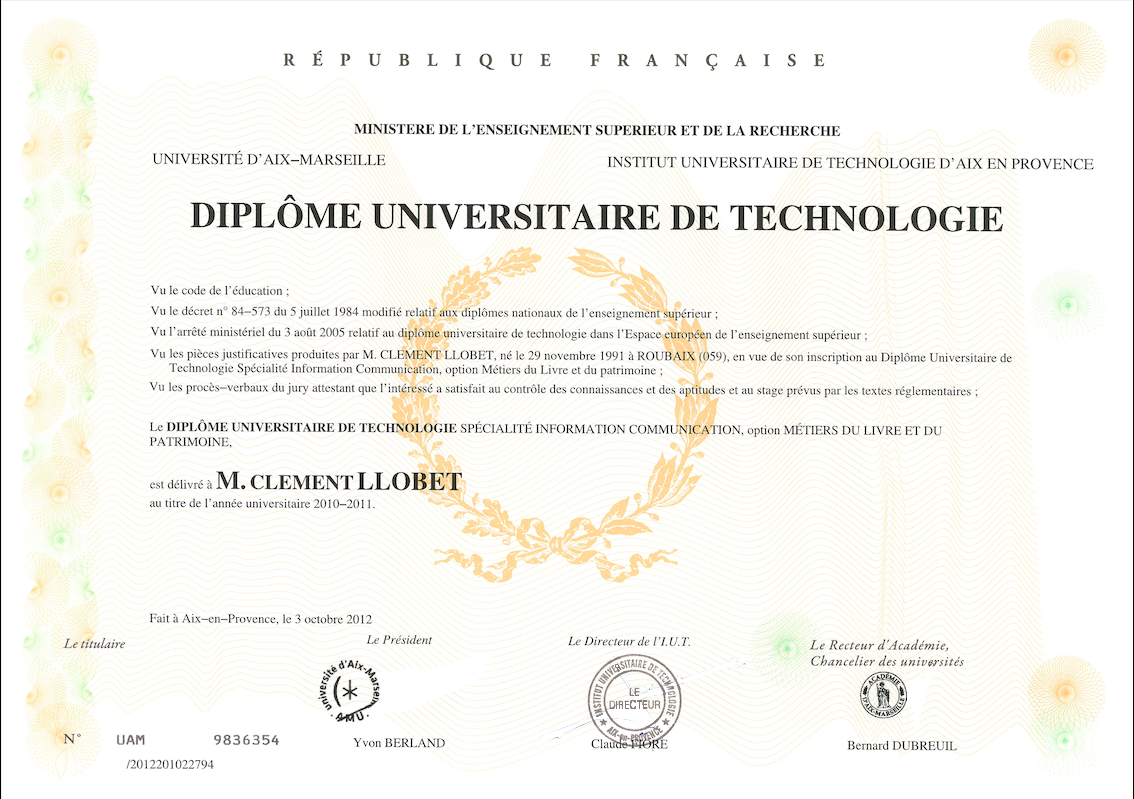 RÉPUBLIQUE FRANÇAISE
MINISTERE DE L'ENSEIGNEMENT SUPERIEUR ET DE LA RECHERCHE
UNIVERSITÉ D'AIX–MARSEILLE
INSTITUT UNIVERSITAIRE DE TECHNOLOGIE D'AIX EN PROVENCE
DIPLÔME UNIVERSITAIRE DE TECHNOLOGIE
Vu le code de l'éducation ;
Vu le décret n° 84–573 du 5 juillet 1984 modifié relatif aux diplômes nationaux de l'enseignement supérieur ;
Vu l'arrêté ministériel du 3 août 2005 relatif au diplôme universitaire de technologie dans l'Espace européen de l'enseignement supérieur ;
Vu les pièces justificatives produites par M. CLEMENT LLOBET, né le 29 novembre 1991 à ROUBAIX (059), en vue de son inscription au Diplôme Universitaire de
Technologie Spécialité Information Communication, option Métiers du Livre et du patrimoine ;
Vu les procès–verbaux du jury attestant que l'intéressé a satisfait au contrôle des connaissances et des aptitudes et au stage prévus par les textes réglementaires ;
Le DIPLÔME UNIVERSITAIRE DE TECHNOLOGIE SPÉCIALITÉ INFORMATION COMMUNICATION, option MÉTIERS DU LIVRE ET DU
PATRIMOINE,
est délivré à M. CLEMENT LLOBET
au titre de l'année universitaire 2010–2011.
Fait à Aix–en–Provence, le 3 octobre 2012
Le titulaire
Le Président
Le Directeur de l'I.U.T.
Le Recteur d'Académie,
Chancelier des universités
université d'Aix-Marseille
AMU
INSTITUT UNIVERSITAIRE DE TECHNOLOGIE
LE
DIRECTEUR
AIX-en-PROVENCE
ACADÉMIE
D'AIX-MARSEILLE
Yvon BERLAND
Claude FIORE
Bernard DUBREUIL
N° UAM 9836354
/2012201022794